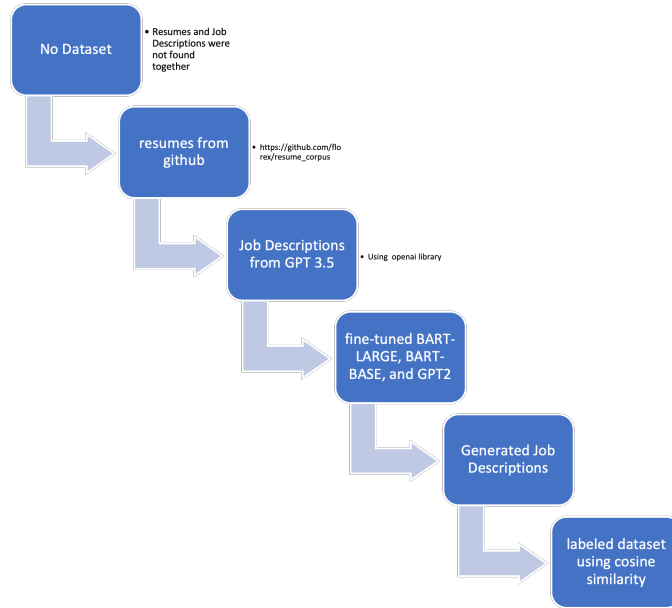 No Dataset
• Resumes and Job
Descriptions were
not found
together
resumes from
github
• https://github.com/flo
rex/resume_corpus
Job Descriptions
from GPT 3.5
• Using openai library
fine-tuned BART-
LARGE, BART-
BASE, and GPT2
Generated Job
Descriptions
labeled dataset
using cosine
similarity